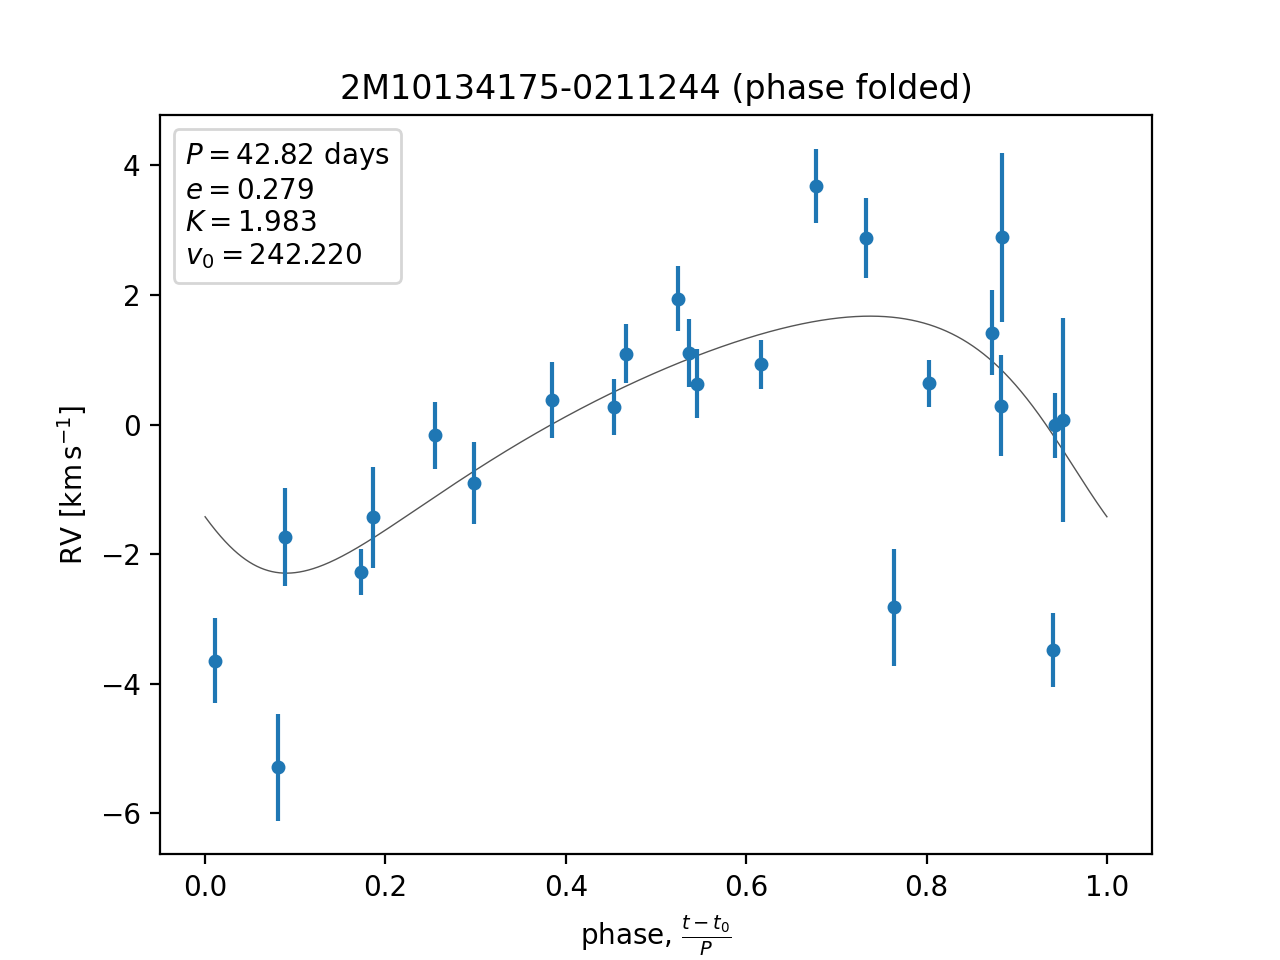 2M10134175-0211244 (phase folded)
P = 42.82 days
e = 0.279
K = 1.983
v₀ = 242.220
4
2
0
−2
−4
−6
RV [km s⁻¹]
0.0 0.2 0.4 0.6 0.8 1.0
phase, (t − t₀)/P